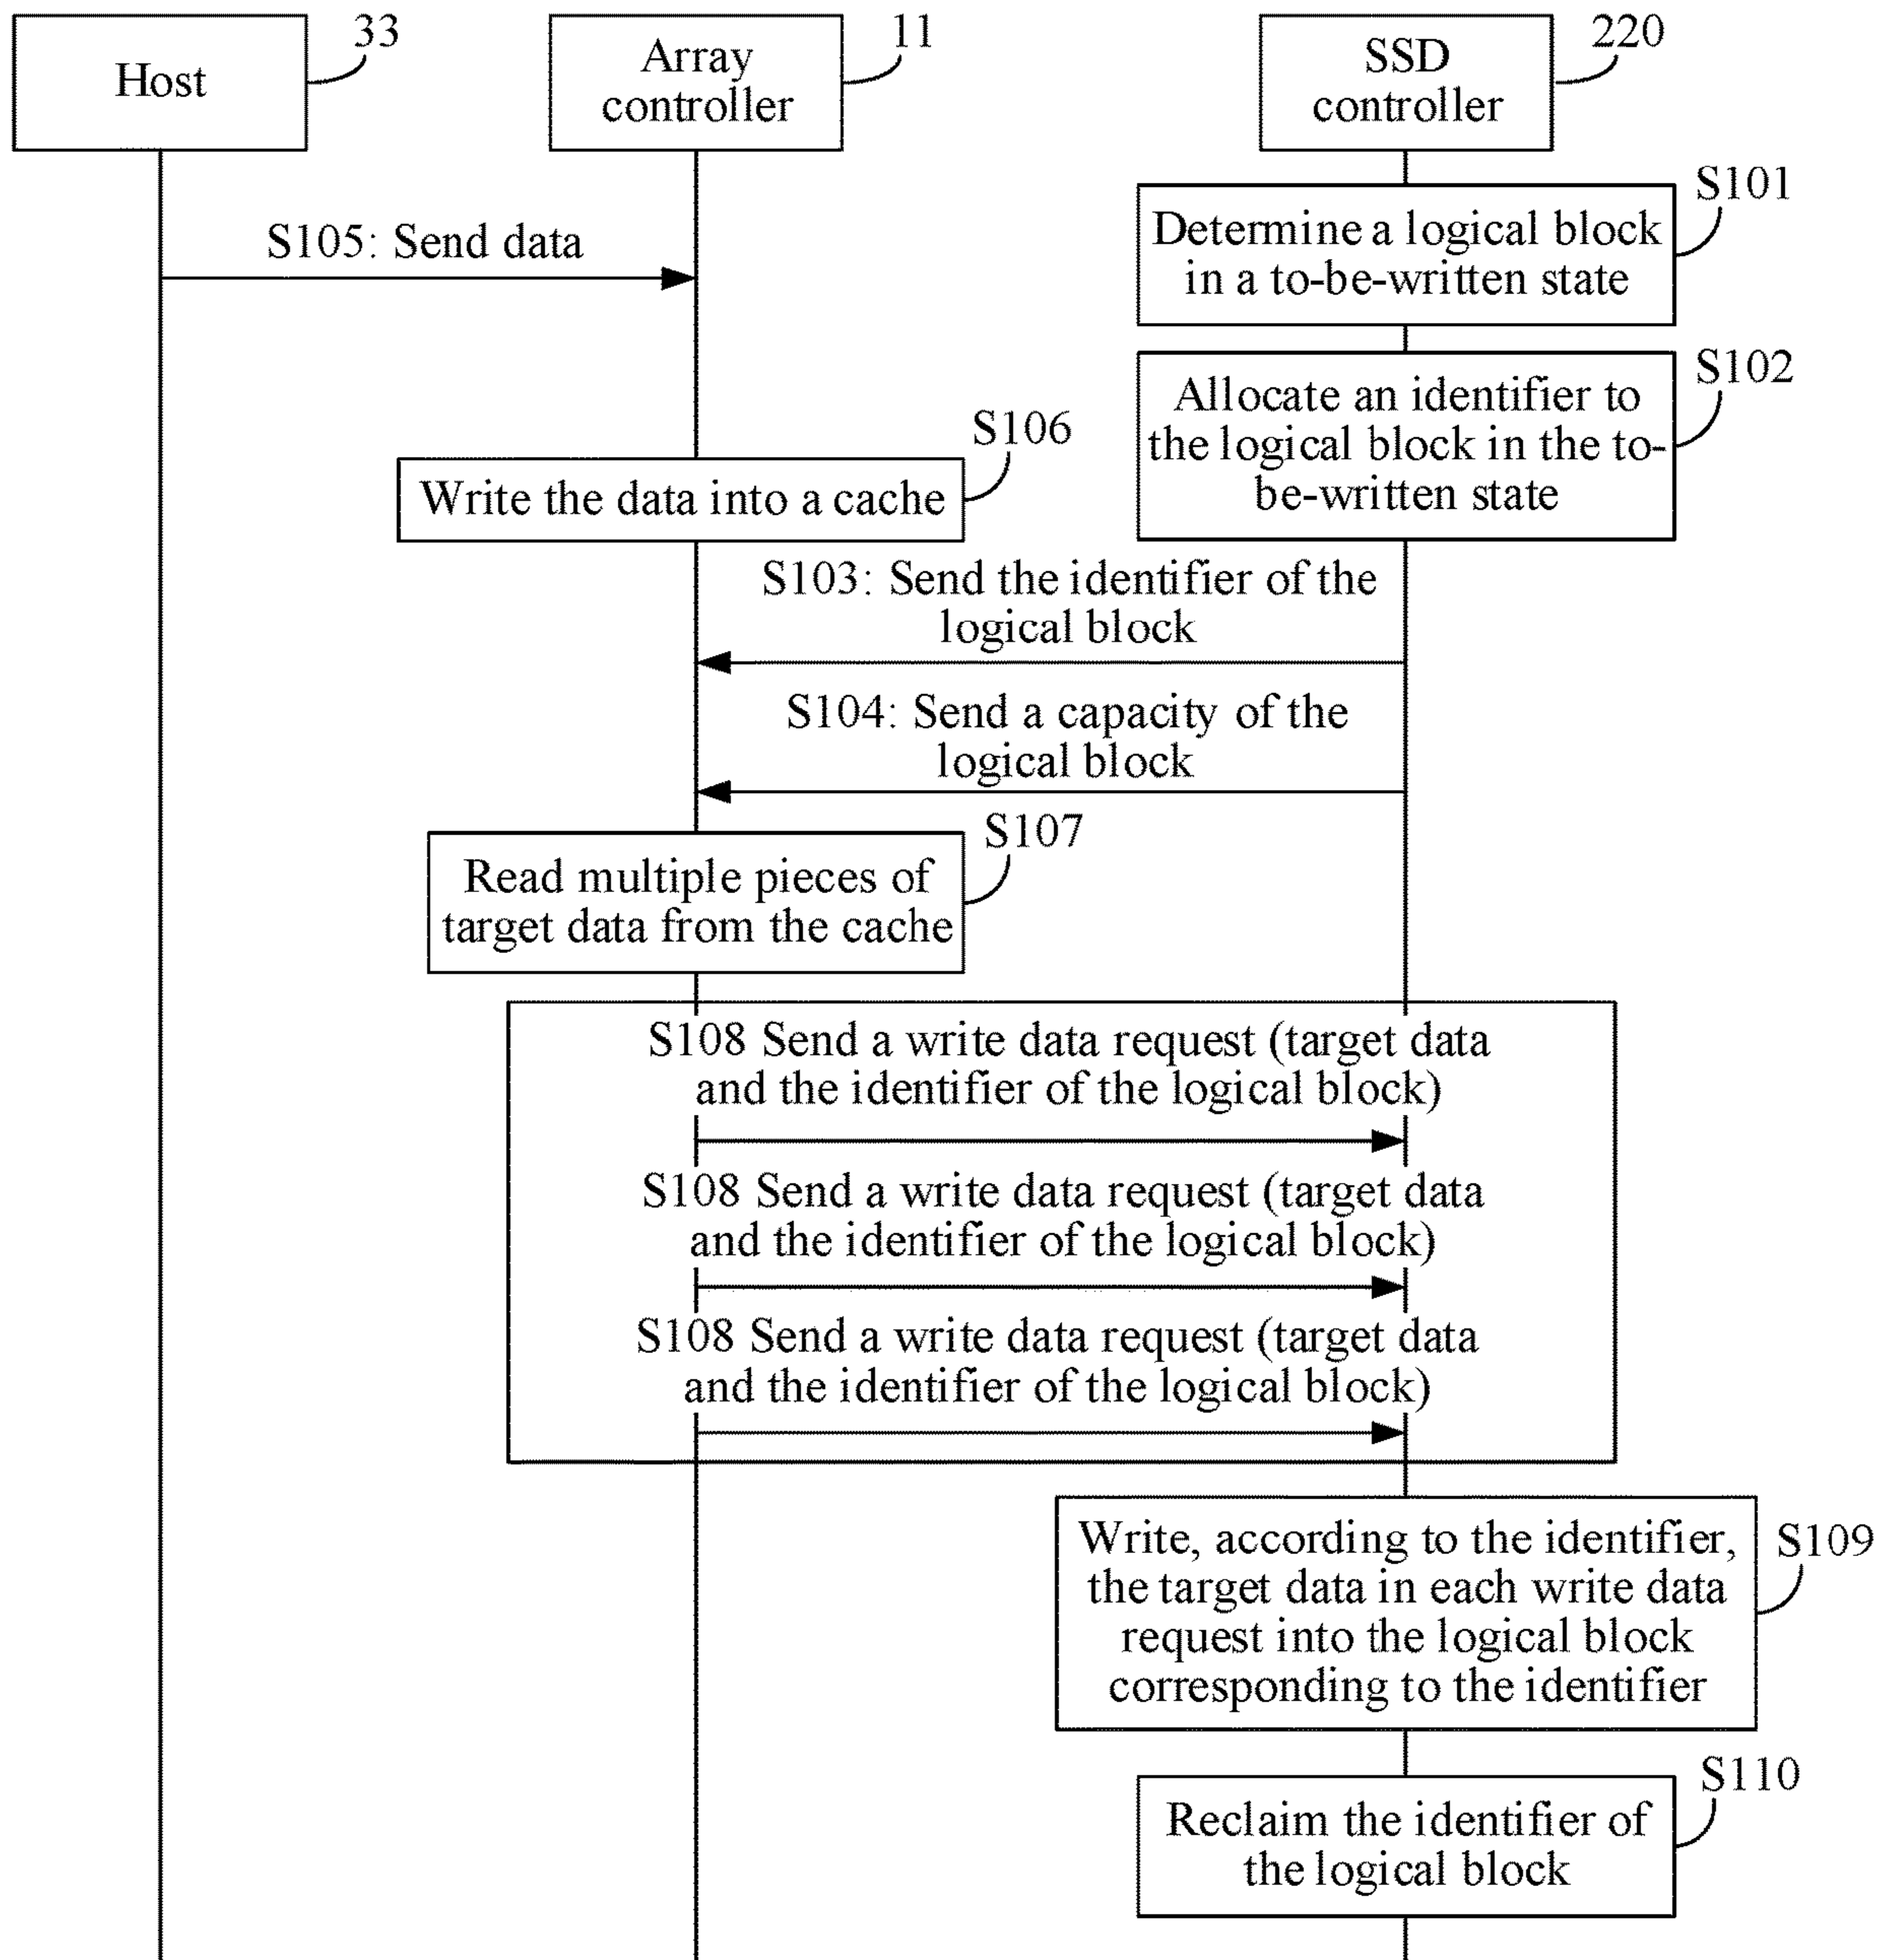 Host
33
Array
controller
11
SSD
controller
220
S101
Determine a logical block
in a to-be-written state
S105: Send data
S102
Allocate an identifier to
the logical block in the to-
be-written state
S106
Write the data into a cache
S103: Send the identifier of the
logical block
S104: Send a capacity of the
logical block
S107
Read multiple pieces of
target data from the cache
S108 Send a write data request (target data
and the identifier of the logical block)
S108 Send a write data request (target data
and the identifier of the logical block)
S108 Send a write data request (target data
and the identifier of the logical block)
S109
Write, according to the identifier,
the target data in each write data
request into the logical block
corresponding to the identifier
S110
Reclaim the identifier of
the logical block